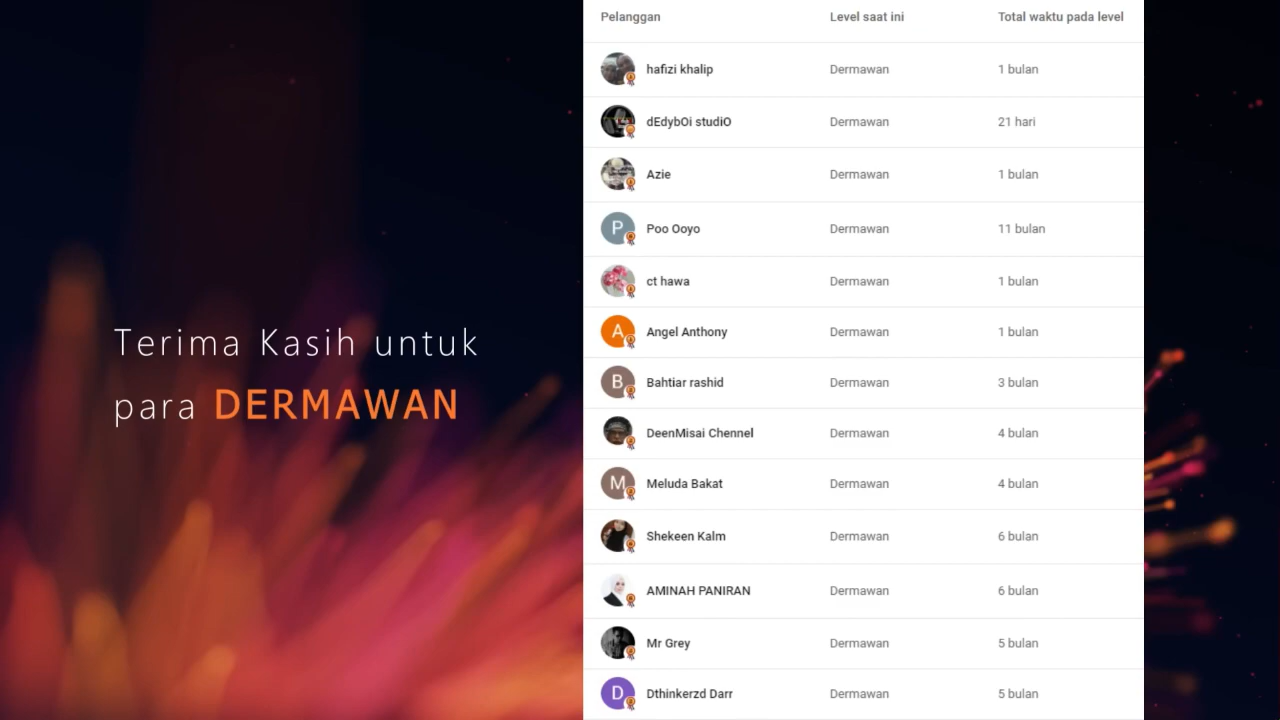 Terima Kasih untuk
para DERMAWAN
Pelanggan Level saat ini Total waktu pada level
hafizi khalip Dermawan 1 bulan
dEdybOi studiO Dermawan 21 hari
Azie Dermawan 1 bulan
P Poo Ooyo Dermawan 11 bulan
ct hawa Dermawan 1 bulan
A Angel Anthony Dermawan 1 bulan
B Bahtiar rashid Dermawan 3 bulan
DeenMisai Chennel Dermawan 4 bulan
M Meluda Bakat Dermawan 4 bulan
Shekeen Kalm Dermawan 6 bulan
AMINAH PANIRAN Dermawan 6 bulan
Mr Grey Dermawan 5 bulan
D Dthinkerzd Darr Dermawan 5 bulan